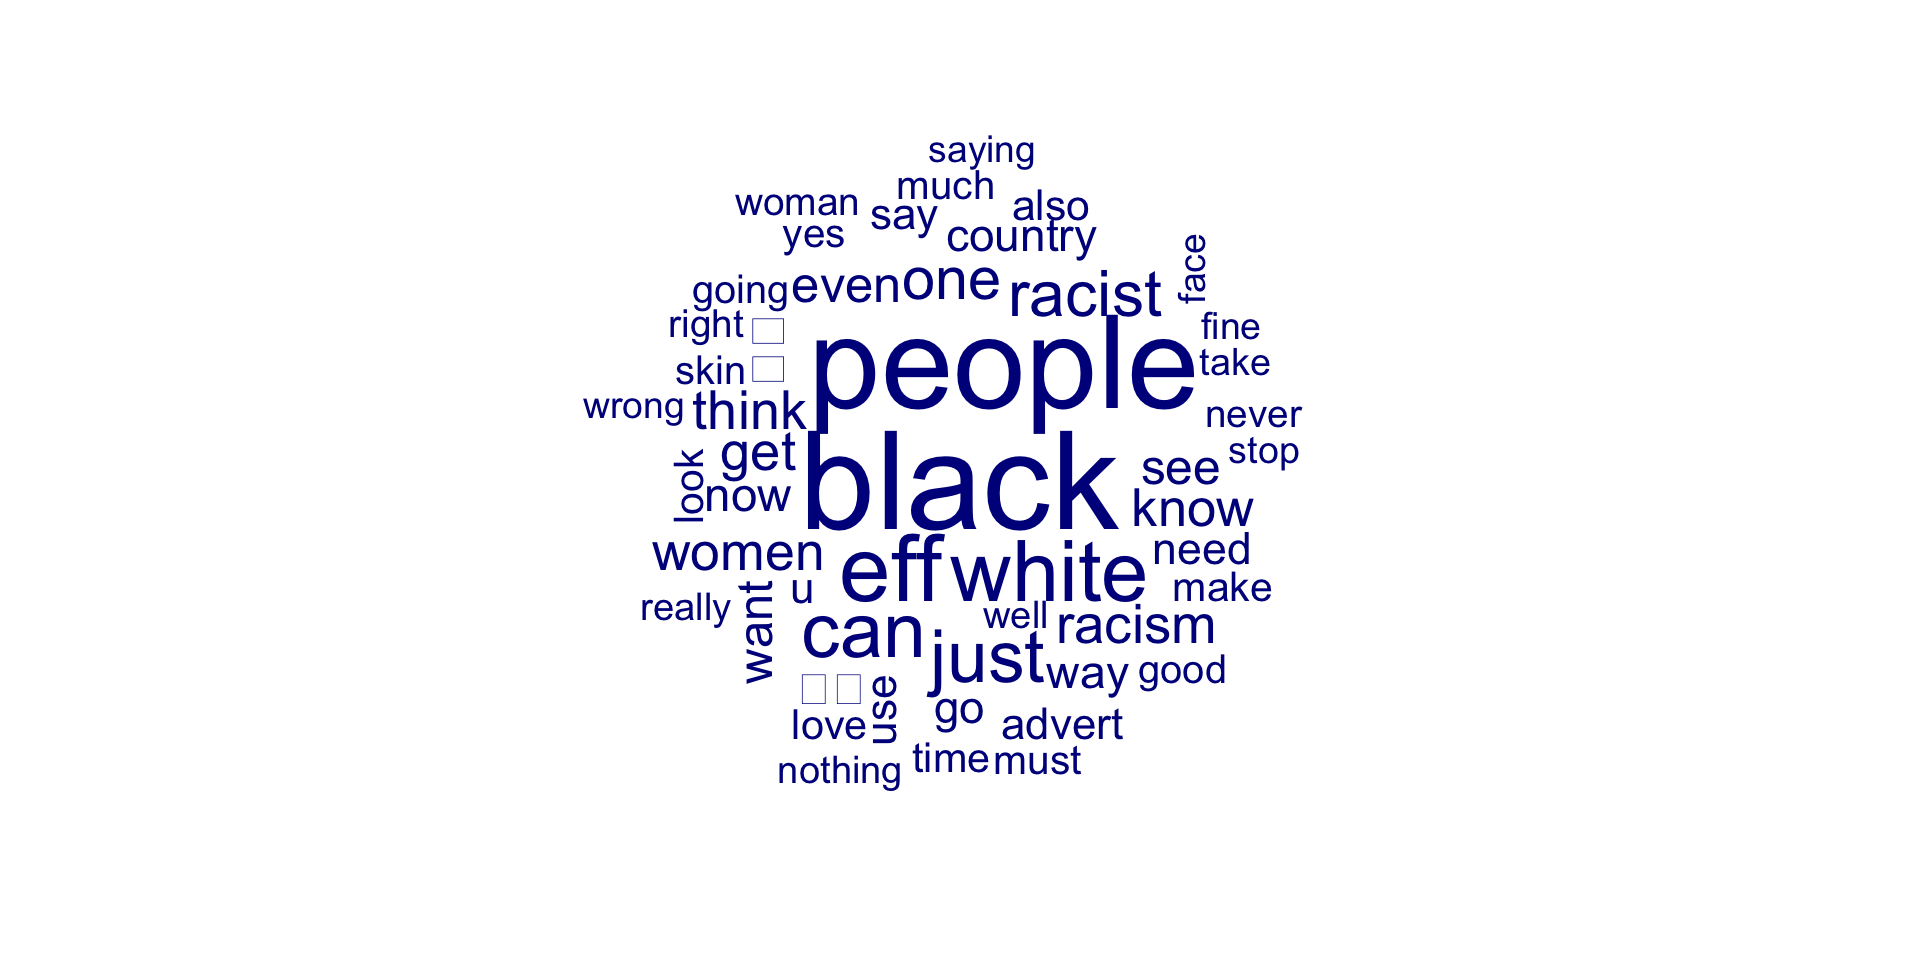 saying
much
woman say also
yes country
face
going even one racist
right fine
people
skin take
wrong think never
get stop
look now black see
know
women eff white need
want u make
really can well racism
just way good
use
love go advert
nothing time must